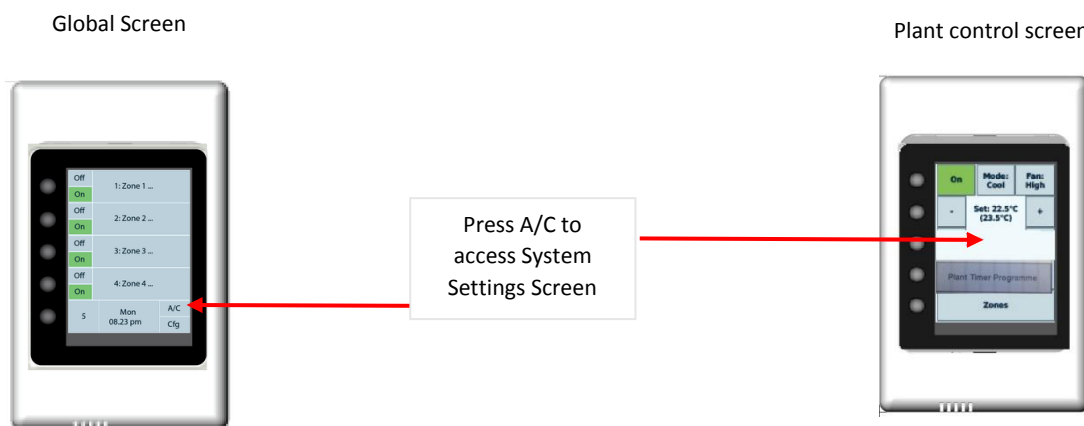 Global Screen
Plant control screen
Off
On
1: Zone 1 ...
Off
On
2: Zone 2 ...
Off
On
3: Zone 3 ...
Off
On
4: Zone 4 ...
5
Mon
08.23 pm
A/C
Cfg
Press A/C to
access System
Settings Screen
On
Mode:
Cool
Fan:
High
-
Set: 22.5°C
(23.5°C)
+
Plant Timer Programme
Zones